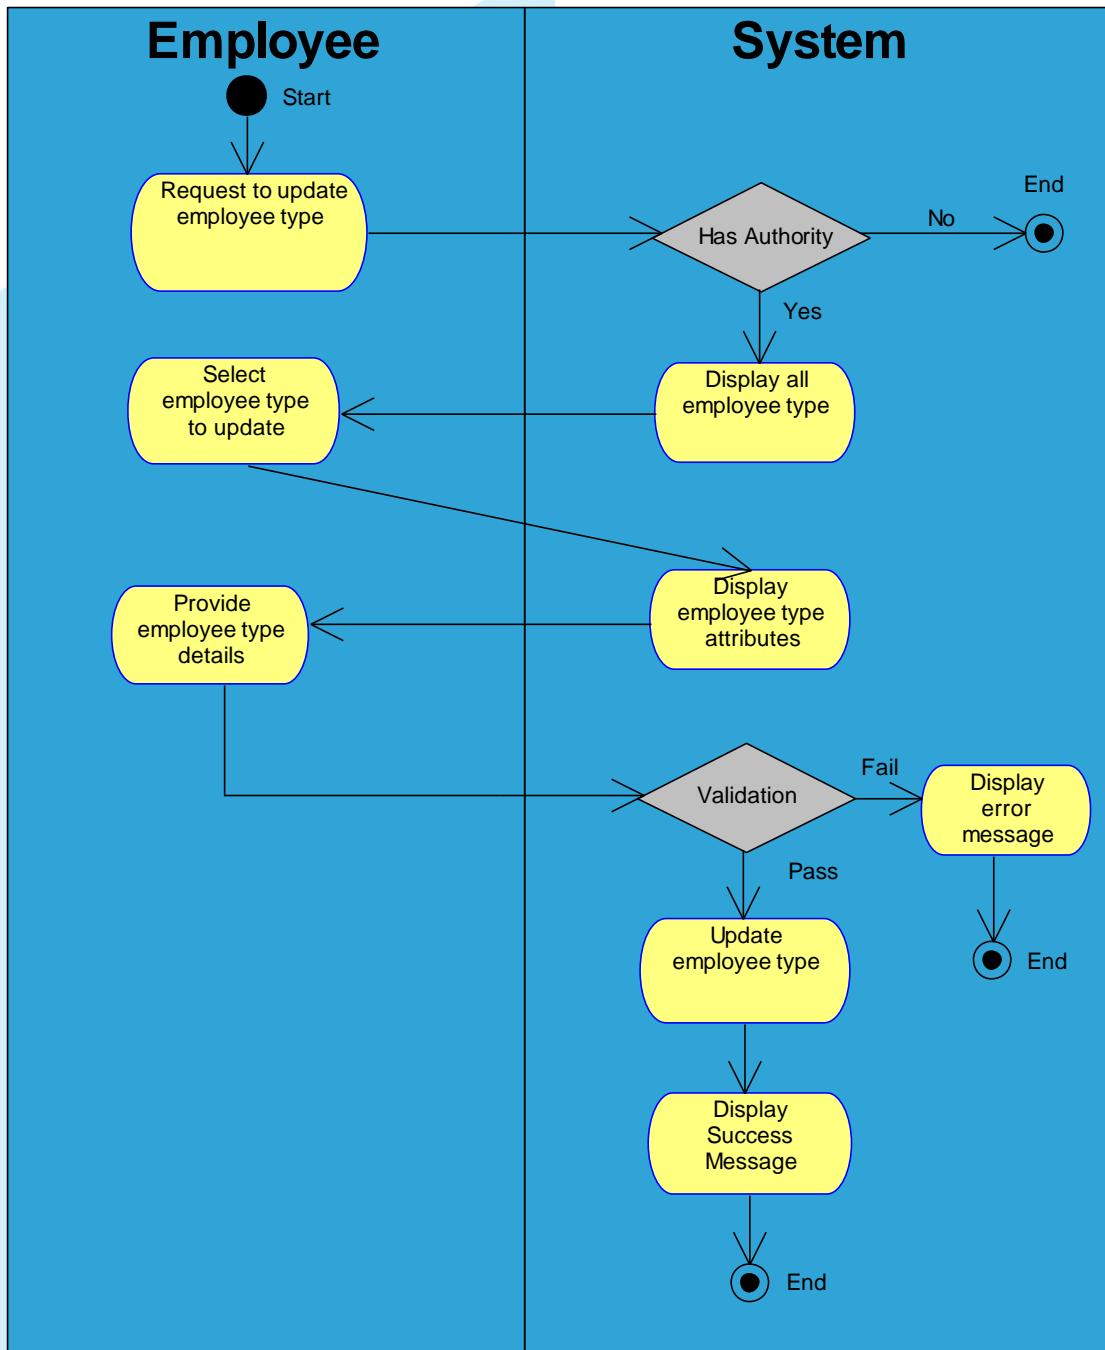 Employee
System
Start
Request to update
employee type
Has Authority
No
End
Yes
Select
employee type
to update
Display all
employee type
Provide
employee type
details
Display
employee type
attributes
Validation
Fail
Display
error
message
Pass
Update
employee type
End
Display
Success
Message
End